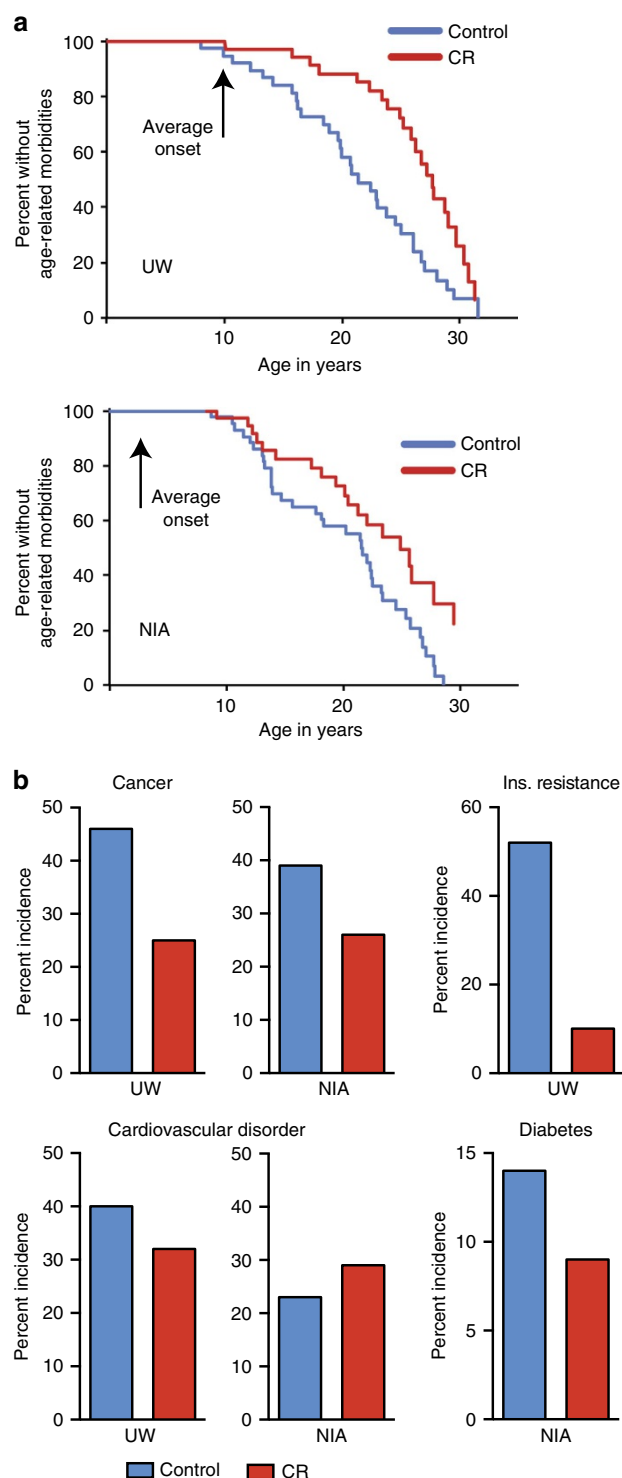 a
Control
CR
Percent without
age-related morbidities
100
80
60
40
20
0
Average
onset
UW
10
20
30
Age in years
Control
CR
Percent without
age-related morbidities
100
80
60
40
20
0
Average
onset
NIA
10
20
30
Age in years
b
Cancer
Percent incidence
50
40
30
20
10
0
UW
50
40
30
20
10
0
NIA
Ins. resistance
Percent incidence
60
40
20
0
UW
Cardiovascular disorder
Percent incidence
50
40
30
20
10
0
UW
50
40
30
20
10
0
NIA
Diabetes
Percent incidence
15
10
5
0
NIA
Control
CR